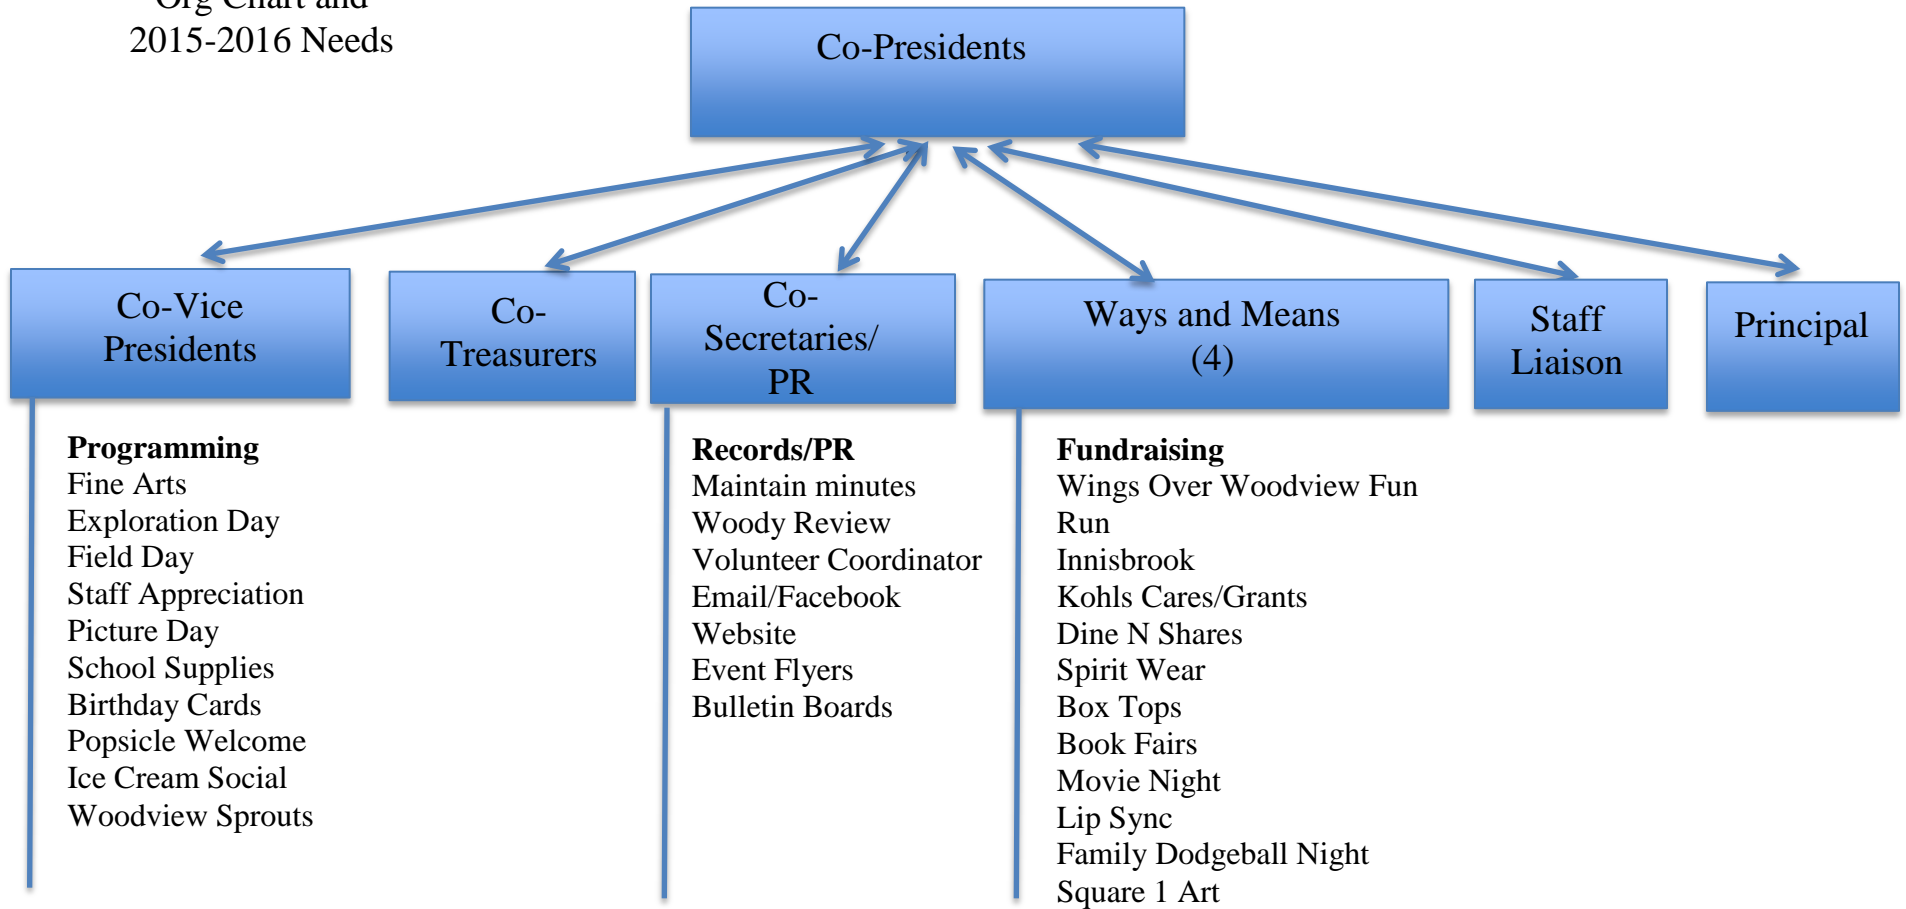 Org Chart and
2015-2016 Needs
Co-Presidents
Co-Vice
Presidents
Co-
Treasurers
Co-
Secretaries/
PR
Ways and Means
(4)
Staff
Liaison
Principal
Programming
Fine Arts
Exploration Day
Field Day
Staff Appreciation
Picture Day
School Supplies
Birthday Cards
Popsicle Welcome
Ice Cream Social
Woodview Sprouts
Records/PR
Maintain minutes
Woody Review
Volunteer Coordinator
Email/Facebook
Website
Event Flyers
Bulletin Boards
Fundraising
Wings Over Woodview Fun
Run
Innisbrook
Kohls Cares/Grants
Dine N Shares
Spirit Wear
Box Tops
Book Fairs
Movie Night
Lip Sync
Family Dodgeball Night
Square 1 Art